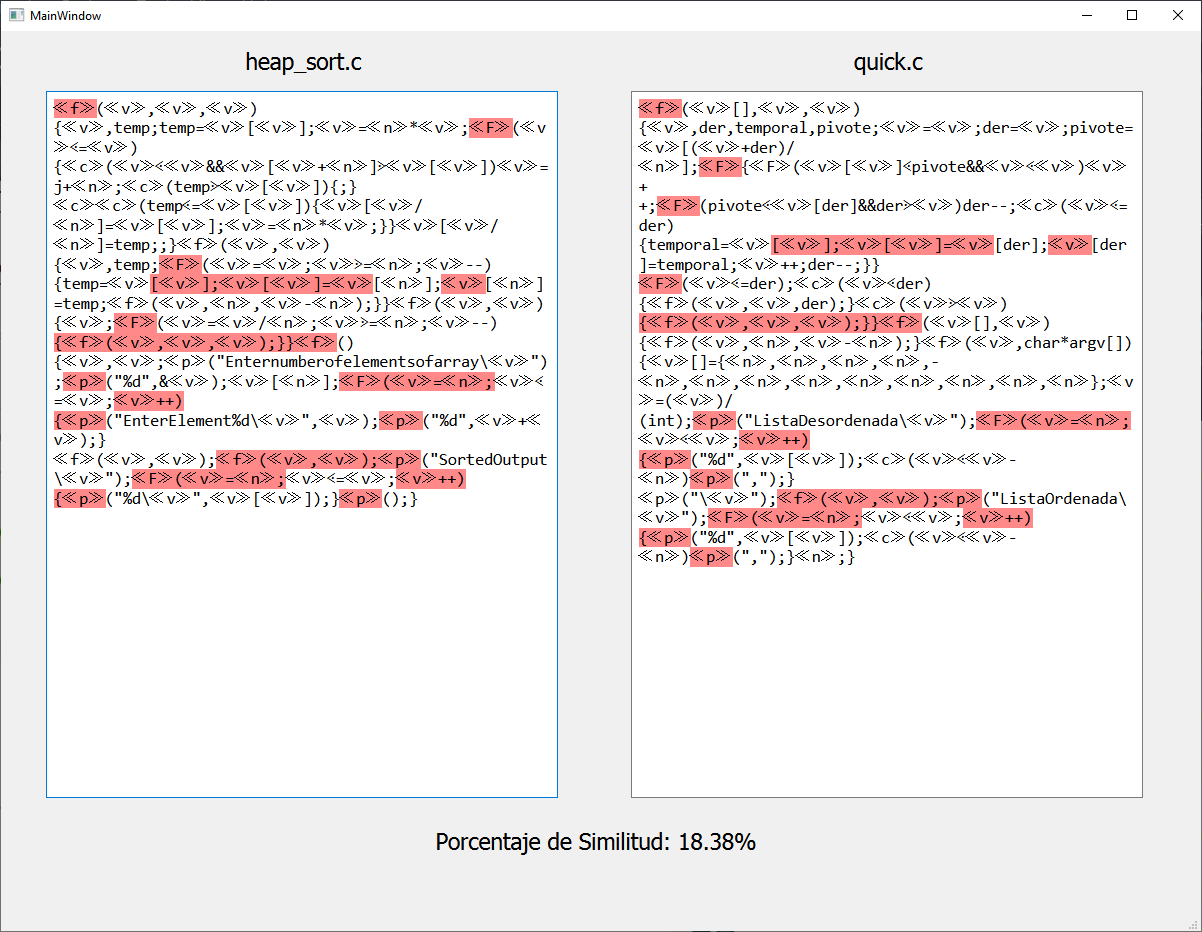 MainWindow
heap_sort.c
≪f≫(≪v≫,≪v≫,≪v≫)
{≪v≫,temp;temp=≪v≫[≪v≫];≪v≫=≪n≫*≪v≫;≪F≫(≪v
≫<=≪v≫)
{≪c≫(≪v≫<≪v≫&&≪v≫[≪v≫+≪n≫]>≪v≫[≪v≫])≪v≫=
j+≪n≫;≪c≫(temp>≪v≫[≪v≫]){;}
≪c≫≪c≫(temp<=≪v≫[≪v≫]){≪v≫[≪v≫/
≪n≫]=≪v≫[≪v≫];≪v≫=≪n≫*≪v≫;}}≪v≫[≪v≫/
≪n≫]=temp;;}≪f≫(≪v≫,≪v≫)
{≪v≫,temp;≪F≫(≪v≫=≪v≫;≪v≫>=≪n≫;≪v≫--)
{temp=≪v≫[≪v≫];≪v≫[≪v≫]=≪v≫[≪n≫];≪v≫[≪n≫]
=temp;≪f≫(≪v≫,≪n≫,≪v≫-≪n≫);}}≪f≫(≪v≫,≪v≫)
{≪v≫;≪F≫(≪v≫=≪v≫/≪n≫;≪v≫>=≪n≫;≪v≫--)
{≪f≫(≪v≫,≪v≫,≪v≫);}}≪f≫()
{≪v≫,≪v≫;≪p≫("Enternumberofelementsofarray\≪v≫")
;≪p≫("%d",&≪v≫);≪v≫[≪n≫];≪F≫(≪v≫=≪n≫;≪v≫<
=≪v≫;≪v≫++)
{≪p≫("EnterElement%d\≪v≫",≪v≫);≪p≫("%d",≪v≫+≪
v≫);}
≪f≫(≪v≫,≪v≫);≪f≫(≪v≫,≪v≫);≪p≫("SortedOutput
\≪v≫");≪F≫(≪v≫=≪n≫;≪v≫<=≪v≫;≪v≫++)
{≪p≫("%d\≪v≫",≪v≫[≪v≫]);}≪p≫();}
quick.c
≪f≫(≪v≫[],≪v≫,≪v≫)
{≪v≫,der,temporal,pivote;≪v≫=≪v≫;der=≪v≫;pivote=
≪v≫[(≪v≫+der)/
≪n≫];≪F≫{≪F≫(≪v≫[≪v≫]<pivote&&≪v≫<≪v≫)≪v≫
+
+;≪F≫(pivote<≪v≫[der]&&der>≪v≫)der--;≪c≫(≪v≫<=
der)
{temporal=≪v≫[≪v≫];≪v≫[≪v≫]=≪v≫[der];≪v≫[der
]=temporal;≪v≫++;der--;}}
≪F≫(≪v≫<=der);≪c≫(≪v≫<der)
{≪f≫(≪v≫,≪v≫,der);}≪c≫(≪v≫>≪v≫)
{≪f≫(≪v≫,≪v≫,≪v≫);}}≪f≫(≪v≫[],≪v≫)
{≪f≫(≪v≫,≪n≫,≪v≫-≪n≫);}≪f≫(≪v≫,char*argv[])
{≪v≫[]={≪n≫,≪n≫,≪n≫,≪n≫,-
≪n≫,≪n≫,≪n≫,≪n≫,≪n≫,≪n≫,≪n≫,≪n≫};≪v
≫=(≪v≫)/
(int);≪p≫("ListaDesordenada\≪v≫");≪F≫(≪v≫=≪n≫;
≪v≫<≪v≫;≪v≫++)
{≪p≫("%d",≪v≫[≪v≫]);≪c≫(≪v≫<≪v≫-
≪n≫)≪p≫(",");}
≪p≫("\≪v≫");≪f≫(≪v≫,≪v≫);≪p≫("ListaOrdenada\
≪v≫");≪F≫(≪v≫=≪n≫;≪v≫<≪v≫;≪v≫++)
{≪p≫("%d",≪v≫[≪v≫]);≪c≫(≪v≫<≪v≫-
≪n≫)≪p≫(",");}≪n≫;}
Porcentaje de Similitud: 18.38%